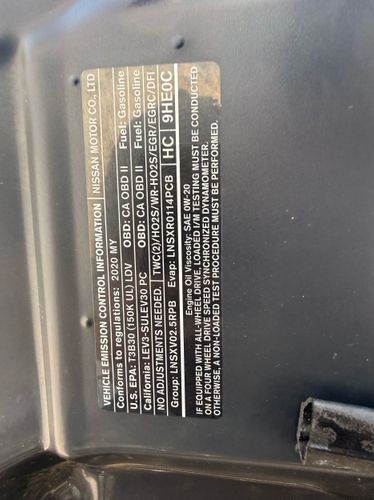 VEHICLE EMISSION CONTROL INFORMATION NISSAN MOTOR CO., LTD
Conforms to regulations: 2020 MY
U.S. EPA: T3B30 (150K UL) LDV OBD: CA OBD II Fuel: Gasoline
California: LEV3-SULEV30 PC OBD: CA OBD II Fuel: Gasoline
NO ADJUSTMENTS NEEDED. TWC(2)/HO2S/WR-HO2S/EGR/EGRC/DFI
Group: LNSXV02.5RPB Evap: LNSXR0114PCB HC 9HE0C
Engine Oil Viscosity: SAE 0W-20
IF EQUIPPED WITH ALL-WHEEL DRIVE, LOADED I/M TESTING MUST BE CONDUCTED
ON A FOUR WHEEL DRIVE SPEED SYNCHRONIZED DYNAMOMETER.
OTHERWISE, A NON-LOADED TEST PROCEDURE MUST BE CONDUCTED